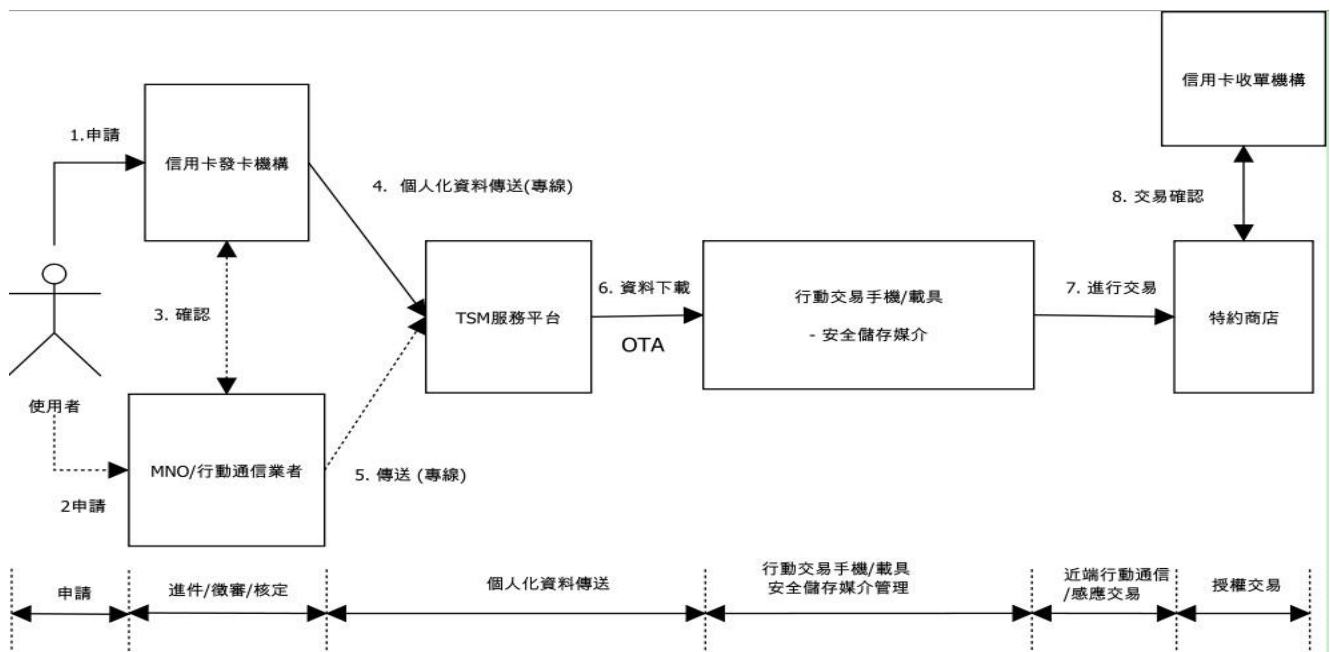 信用卡收單機構
1.申請
信用卡發卡機構
4. 個人化資料傳送(專線)
8. 交易確認
3. 確認
TSM服務平台
6. 資料下載
OTA
行動交易手機/載具
- 安全儲存媒介
7. 進行交易
特約商店
使用者
MNO/行動通信業者
5. 傳送 (專線)
2申請
申請
進件/徵審/核定
個人化資料傳送
行動交易手機/載具
安全儲存媒介管理
近端行動通信
/感應交易
授權交易